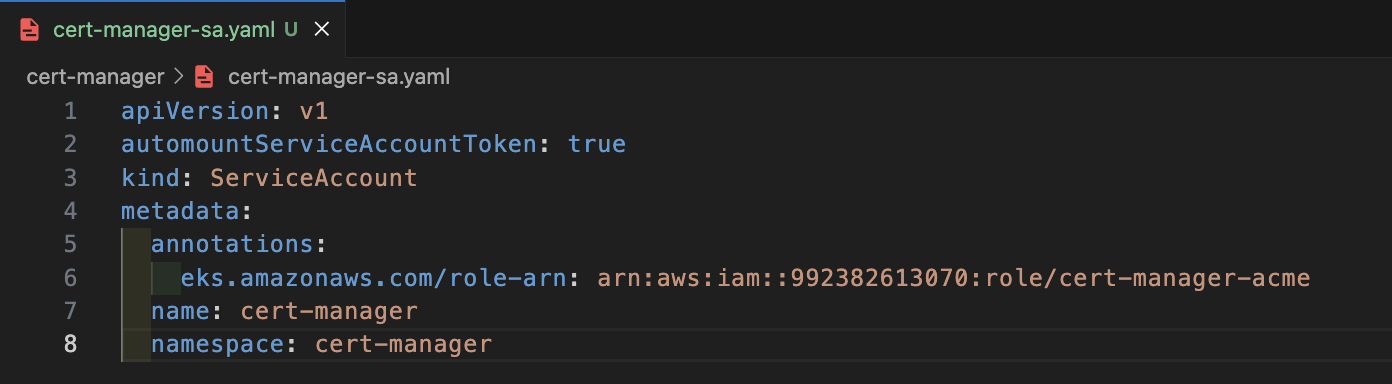 cert-manager-sa.yaml U
cert-manager > cert-manager-sa.yaml
1 apiVersion: v1
2 automountServiceAccountToken: true
3 kind: ServiceAccount
4 metadata:
5   annotations:
6     eks.amazonaws.com/role-arn: arn:aws:iam::992382613070:role/cert-manager-acme
7   name: cert-manager
8   namespace: cert-manager